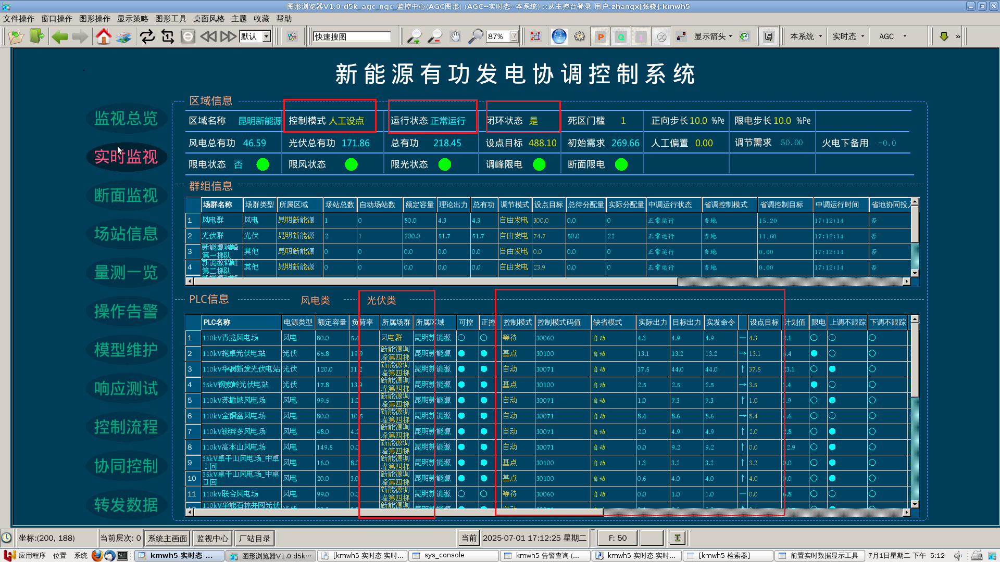 图形浏览器V1.0 d5k_agc_ngc_监控中心(AGC图形) (AGC--实时态--本系统) ::从主控台登录 用户:zhangx(张骁):kmwh5
文件操作 窗口操作 图形操作 显示策略 图形工具 桌面风格 主题 收藏 帮助
默认 快速搜图 87% P Q 显示箭头 本系统 实时态 AGC »
新能源有功发电协调控制系统
监视总览
实时监视
断面监视
场站信息
量测一览
操作告警
模型维护
响应测试
控制流程
协同控制
转发数据
区域信息
区域名称 昆明新能源 控制模式 人工设点 运行状态 正常运行 闭环状态 是 死区门槛 1 正向步长 10.0 %Pe 限电步长 10.0 %Pe
风电总有功 46.59 光伏总有功 171.86 总有功 218.45 设点目标 488.10 初始需求 269.66 人工偏置 0.00 调节需求 50.00 火电下备用 -0.0
限电状态 否 限风状态 限光状态 调峰限电 断面限电
群组信息
场群名称 场群类型 所属区域 场站总数 自动场站数 额定容量 理论出力 总有功 调节模式 设点目标 总待分配量 实际分配量 中调运行状态 省调控制模式 省调控制目标 中调运行时间 省地协同投
1 风电群 风电 昆明新能源 1 0 80.0 4.3 4.3 自由发电 300.0 0.0 0 正常运行 当地 15.20 17:12:14 否
2 光伏群 光伏 昆明新能源 2 1 200.0 51.7 51.7 自由发电 74.7 50.0 22 正常运行 当地 11.60 17:12:14 否
3 新能源调峰第一梯队 其他 昆明新能源 0 0 0.0 0.0 0.0 自由发电 0.0 0.0 0 正常运行 当地 0.00 17:12:14 否
4 新能源调峰第二梯队 其他 昆明新能源 0 0 0.0 0.0 0.0 自由发电 23.9 0.0 0 正常运行 当地 0.00 17:12:14 否
PLC信息 风电类 光伏类
PLC名称 电源类型 额定容量 负荷率 所属场群 所属区域 可控 正控 控制模式 控制模式码值 缺省模式 实际出力 目标出力 实发命令 设点目标 计划值 限电 上调不跟踪 下调不跟踪
1 110kV青龙风电场 风电 80.0 5.4 风电群 昆明新能源 等待 30060 自动 4.3 4.9 4.9 — 4.3 2.1
2 110kV拖卓光伏电站 光伏 65.8 19.9 新能源调峰第四梯 昆明新能源 基点 30100 自动 13.1 13.2 13.2 → 13.1
3 110kV华润新发光伏电站 光伏 120.0 31.2 新能源调峰第四梯 昆明新能源 自动 30071 自动 37.5 44.0 44.0 ↑ 37.5 23.1
4 35kV钢家岭光伏电站 光伏 17.8 13.9 新能源调峰第四梯 昆明新能源 基点 30100 自动 2.5 2.5 2.5 → 3.5
5 110kV苏撒坡风电场 风电 99.5 1.0 新能源调峰第四梯 昆明新能源 自动 30071 自动 1.0 7.3 7.3 ↑ 1.0
6 110kV金铜盆风电场 风电 80.0 10.5 新能源调峰第四梯 昆明新能源 自动 30071 自动 8.4 8.6 8.6 → 8.4
7 110kV锁奔多风电场 风电 48.0 4.2 新能源调峰第四梯 昆明新能源 自动 30071 自动 2.0 4.9 4.9 ↑ 2.0
8 110kV高本山风电场 风电 149.5 0.0 新能源调峰第四梯 昆明新能源 自动 30071 自动 0.0 9.2 9.2 ↑ 0.0 12.9
9 35kV卓干山风电场_中卓I回 风电 16.0 8.0 新能源调峰第四梯 昆明新能源 基点 30100 自动 1.3 3.2 3.2 ↑ 3.2 0.0
10 35kV卓干山风电场_中卓II回 风电 20.0 3.0 新能源调峰第四梯 昆明新能源 基点 30100 自动 0.6 4.0 4.0 ↑ 4.0 0.0
11 110kV联合风电场 风电 99.0 0.0 新能源调峰第四梯 昆明新能源 等待 30060 自动 0.0 1.0 1.0 — 0.0
110kV华能石林并网光伏 新能源调
坐标:(200, 188) 当前层次: 0 系统主画面 监视中心 厂站目录 当前 2025-07-01 17:12:25 星期二 F: 50
应用程序 位置 系统 kmwh5 实时态 ... 图形浏览器V1.0 d5k··· [kmwh5 实时态 实时... sys_console kmwh5 告警查询-(... kmwh5 实时态 实时... [kmwh5 检索器] 前置实时数据显示工具 7月1日星期二 下午 5:12